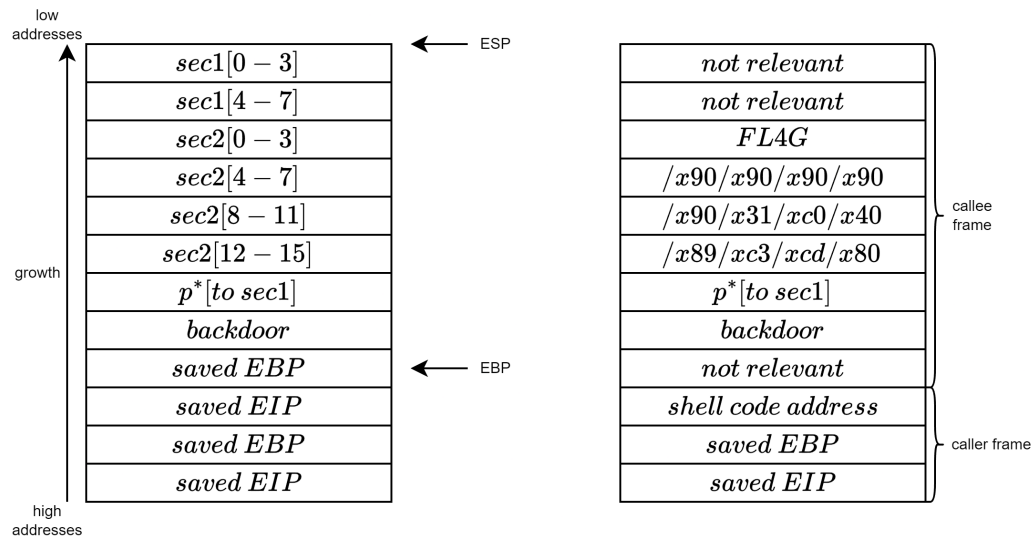 low
addresses
ESP
sec1[0 − 3]
sec1[4 − 7]
sec2[0 − 3]
sec2[4 − 7]
sec2[8 − 11]
growth
sec2[12 − 15]
p*[to sec1]
backdoor
saved EBP
EBP
saved EIP
saved EBP
saved EIP
high
addresses
not relevant
not relevant
FL4G
/x90/x90/x90/x90
/x90/x31/xc0/x40
/x89/xc3/xcd/x80
p*[to sec1]
backdoor
not relevant
callee
frame
shell code address
saved EBP
saved EIP
caller frame